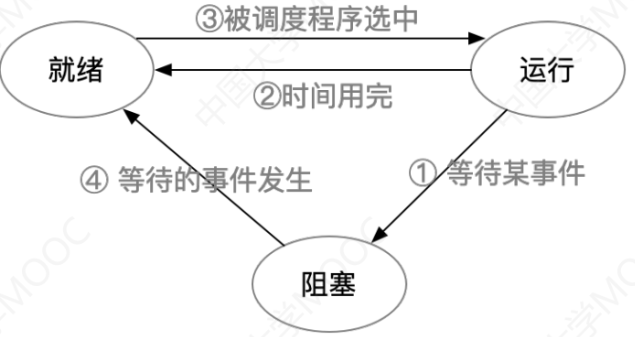 ③被调度程序选中
就绪
运行
②时间用完
④ 等待的事件发生
① 等待某事件
阻塞
中国大学MOOC